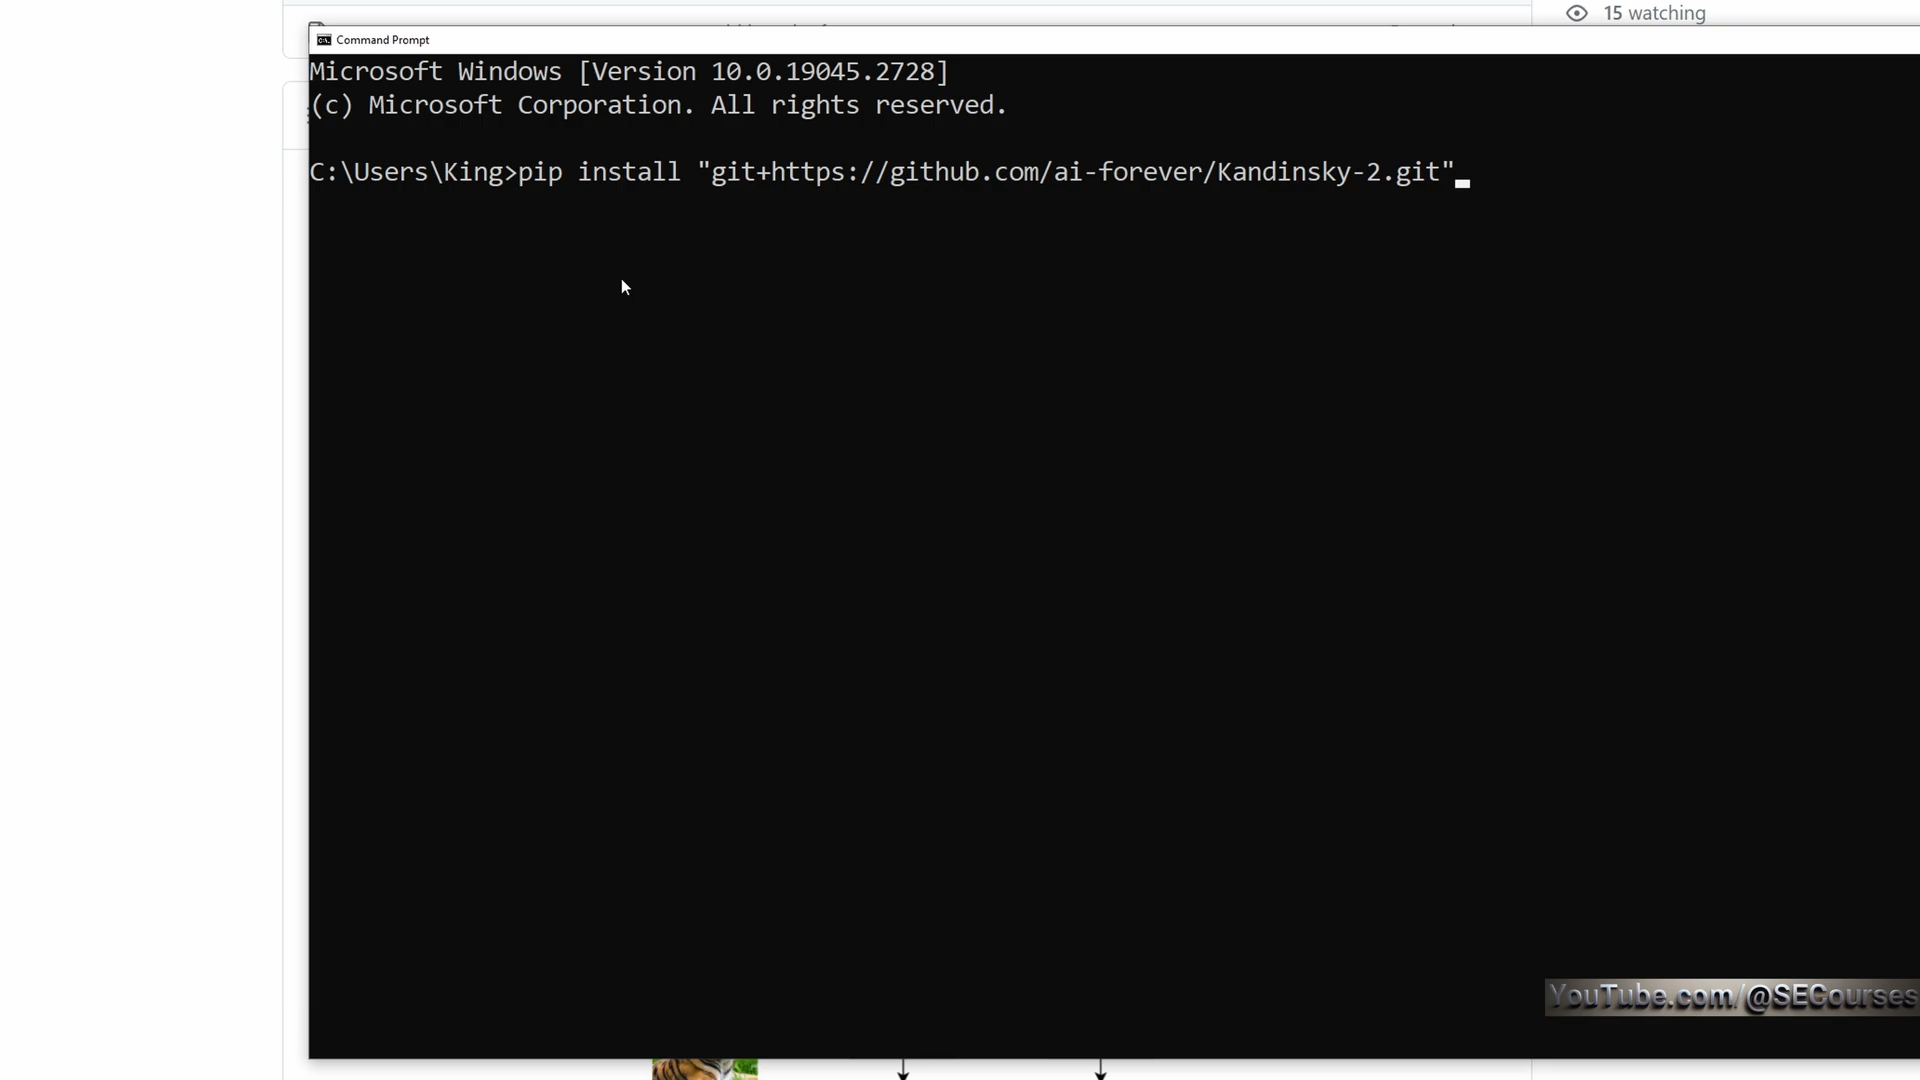 15 watching
Command Prompt
Microsoft Windows [Version 10.0.19045.2728]
(c) Microsoft Corporation. All rights reserved.
C:\Users\King>pip install "git+https://github.com/ai-forever/Kandinsky-2.git"
YouTube.com/@SECourses